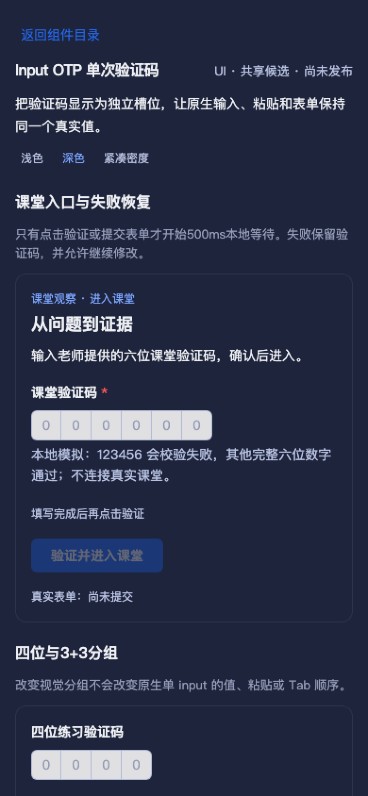 返回组件目录
Input OTP 单次验证码
UI · 共享候选 · 尚未发布
把验证码显示为独立槽位，让原生输入、粘贴和表单保持
同一个真实值。
浅色 深色 紧凑密度
课堂入口与失败恢复
只有点击验证或提交表单才开始500ms本地等待。失败保留验
证码，并允许继续修改。
课堂观察 · 进入课堂
从问题到证据
输入老师提供的六位课堂验证码，确认后进入。
课堂验证码 *
0 0 0 0 0 0
本地模拟：123456 会校验失败，其他完整六位数字
通过；不连接真实课堂。
填写完成后再点击验证
验证并进入课堂
真实表单：尚未提交
四位与3+3分组
改变视觉分组不会改变原生单 input 的值、粘贴或 Tab 顺序。
四位练习验证码
0 0 0 0